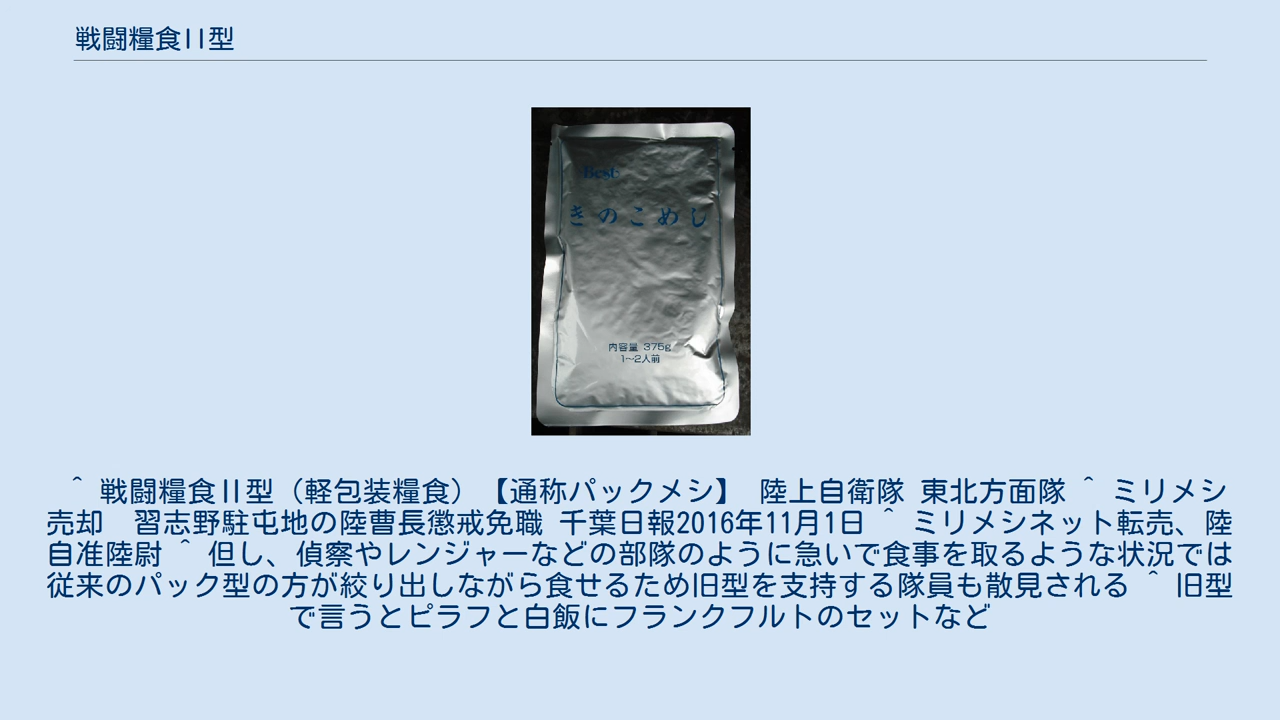 戦闘糧食II型
Best
きのこめし
内容量 375g
1~2人前
^ 戦闘糧食II型（軽包装糧食）【通称パックメシ】 陸上自衛隊 東北方面隊 ^ ミリメシ
売却　習志野駐屯地の陸曹長懲戒免職 千葉日報2016年11月1日 ^ ミリメシネット転売、陸
自准陸尉 ^ 但し、偵察やレンジャーなどの部隊のように急いで食事を取るような状況では
従来のパック型の方が絞り出しながら食せるため旧型を支持する隊員も散見される ^ 旧型
で言うとピラフと白飯にフランクフルトのセットなど